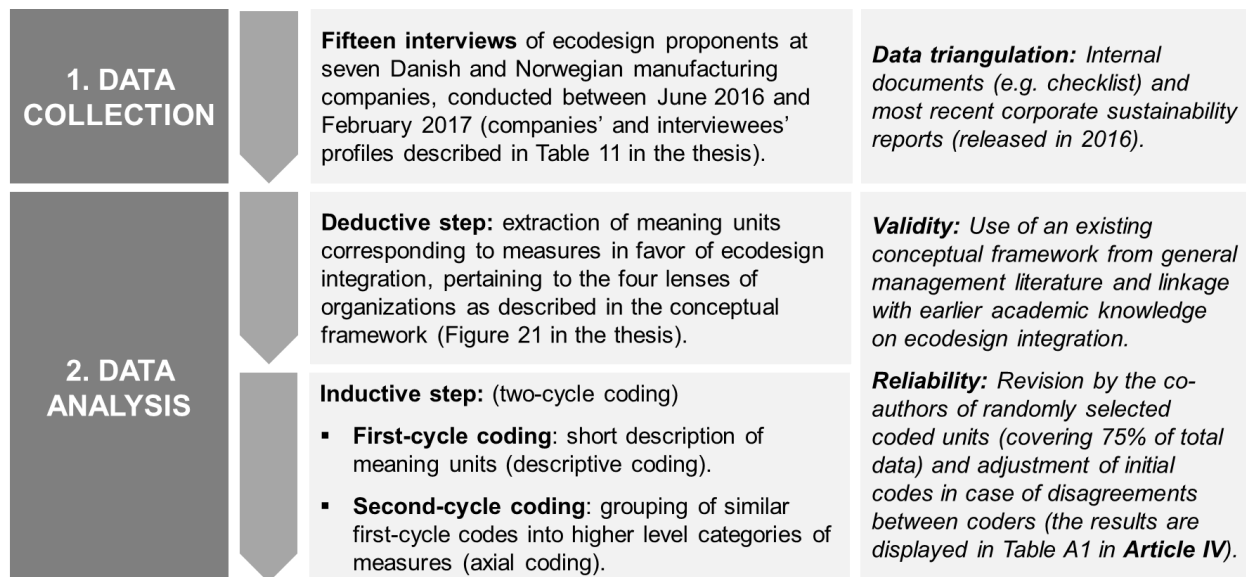 1. DATA
COLLECTION
Fifteen interviews of ecodesign proponents at
seven Danish and Norwegian manufacturing
companies, conducted between June 2016 and
February 2017 (companies’ and interviewees’
profiles described in Table 11 in the thesis).
Data triangulation: Internal
documents (e.g. checklist) and
most recent corporate sustainability
reports (released in 2016).
2. DATA
ANALYSIS
Deductive step: extraction of meaning units
corresponding to measures in favor of ecodesign
integration, pertaining to the four lenses of
organizations as described in the conceptual
framework (Figure 21 in the thesis).
Inductive step: (two-cycle coding)
▪ First-cycle coding: short description of
meaning units (descriptive coding).
▪ Second-cycle coding: grouping of similar
first-cycle codes into higher level categories of
measures (axial coding).
Validity: Use of an existing
conceptual framework from general
management literature and linkage
with earlier academic knowledge
on ecodesign integration.
Reliability: Revision by the co-
authors of randomly selected
coded units (covering 75% of total
data) and adjustment of initial
codes in case of disagreements
between coders (the results are
displayed in Table A1 in Article IV).